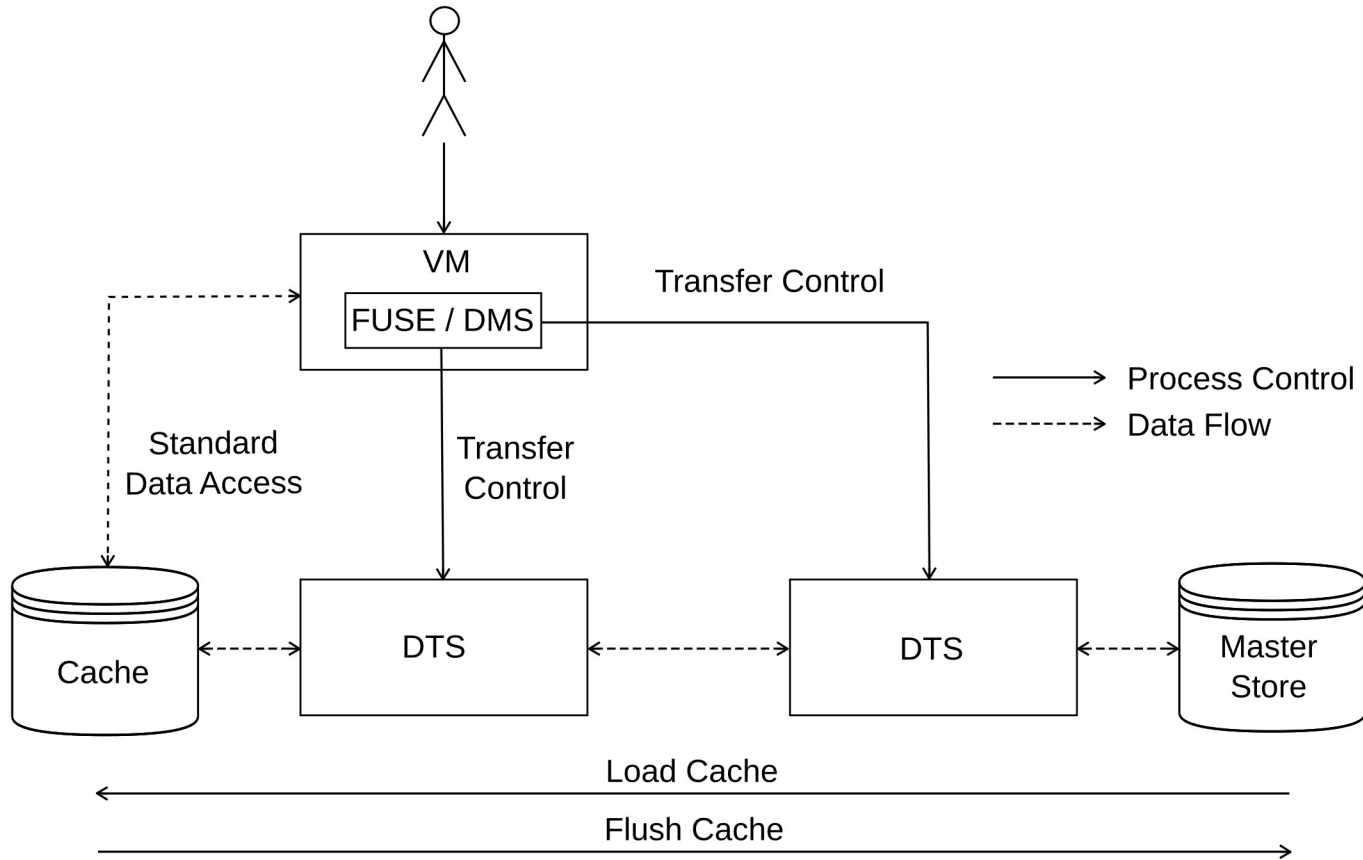 VM
FUSE / DMS
Transfer Control
Process Control
Data Flow
Standard
Data Access
Transfer
Control
Cache
DTS
DTS
Master
Store
Load Cache
Flush Cache